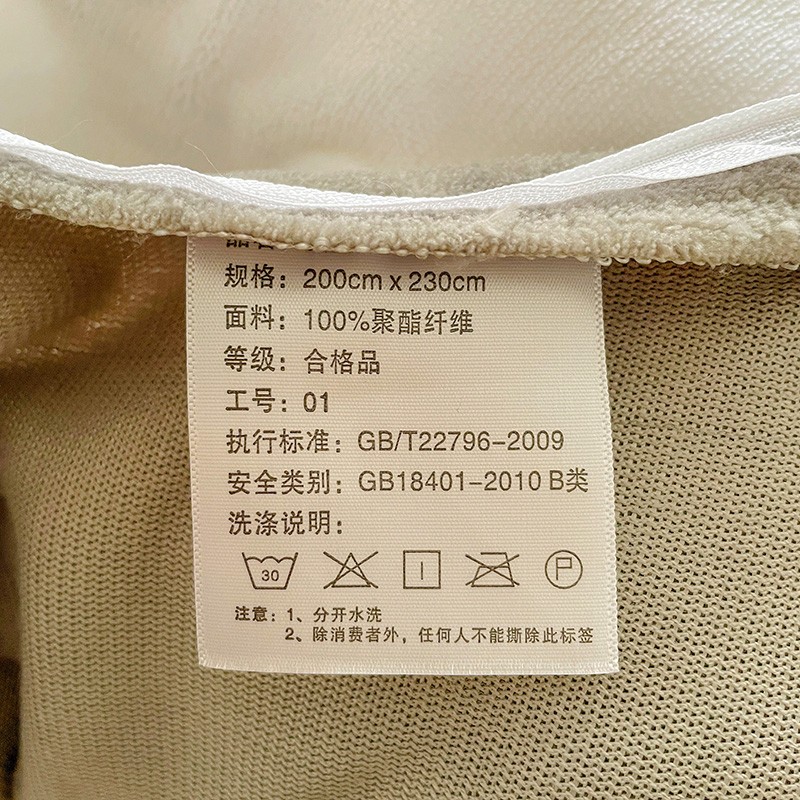 规格：200cm x 230cm
面料：100%聚酯纤维
等级：合格品
工号：01
执行标准：GB/T22796-2009
安全类别：GB18401-2010 B类
洗涤说明：
30 P
注意：1、分开水洗
2、除消费者外，任何人不能撕除此标签